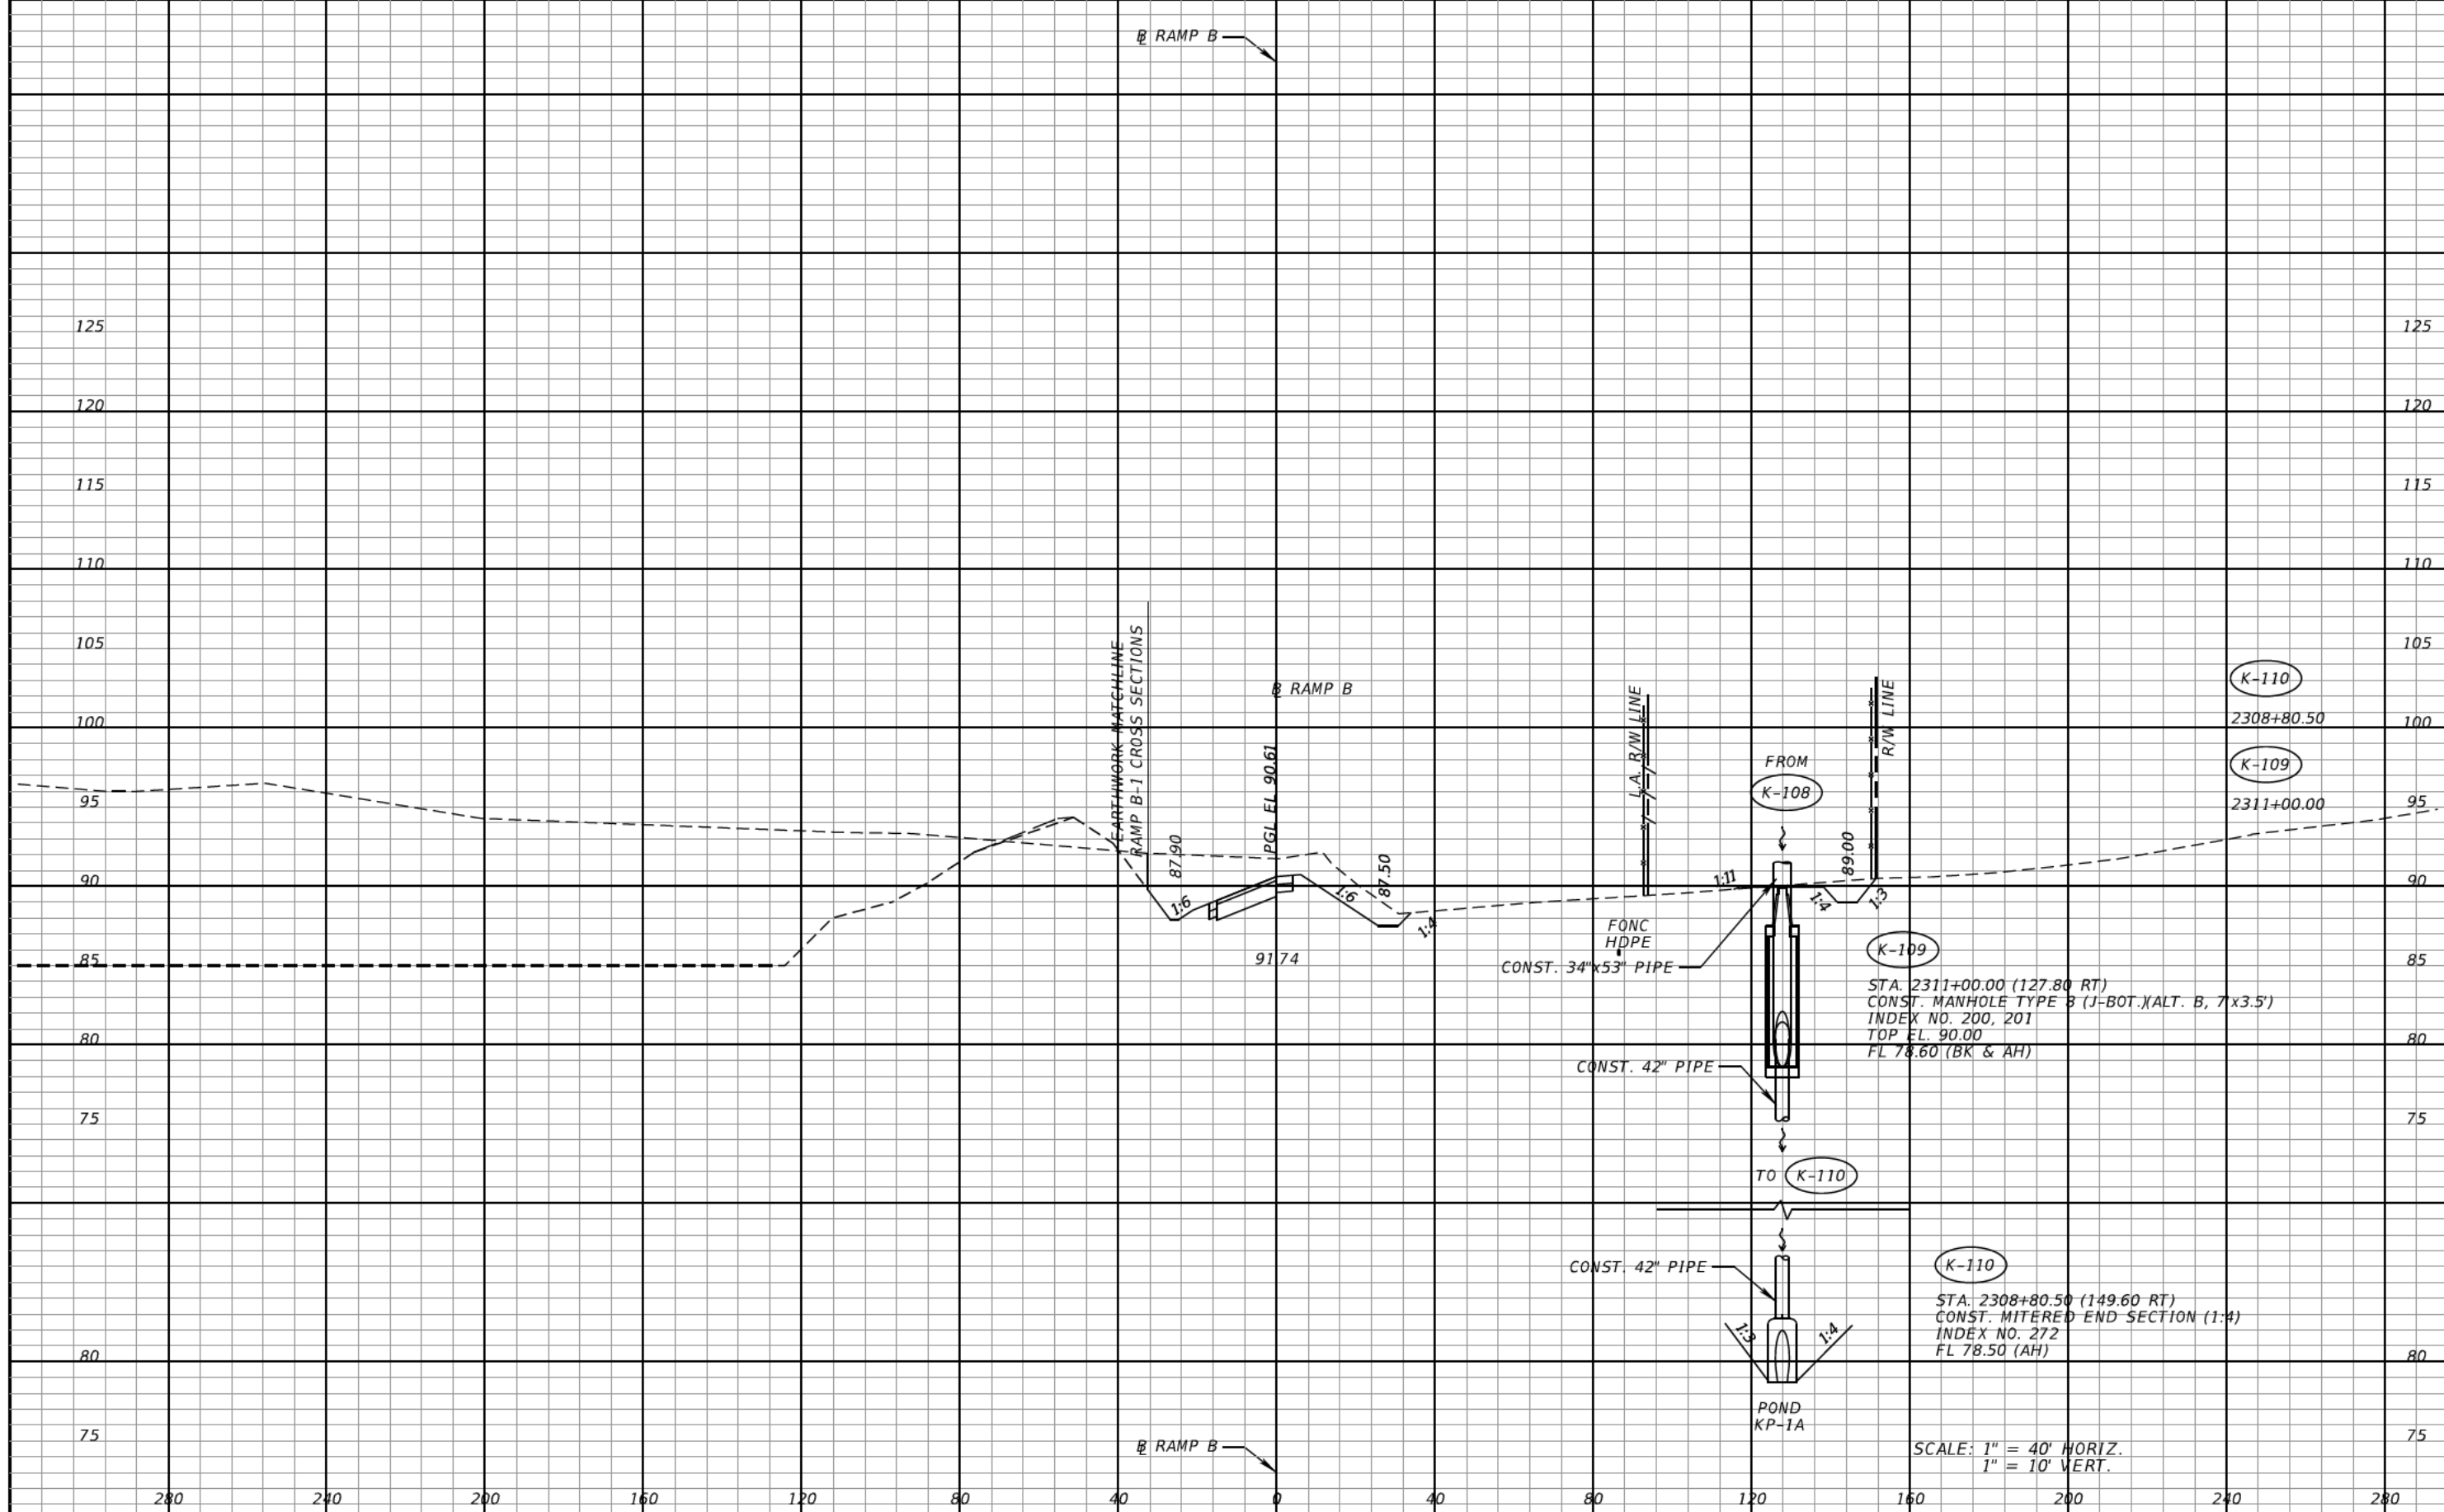 BL RAMP B
125
125
120
120
115
115
110
110
105
105
EARTHWORK MATCHLINE
RAMP B-1 CROSS SECTIONS
BL RAMP B
L.A. R/W LINE
R/W LINE
K-110
2308+80.50
100
100
PGL EL 90.61
FROM
K-108
K-109
2311+00.00
95
95
87.90
87.50
89.00
90
90
1:6
1:6
1:4
1:11
1:4
1:3
FONC
HDPE
CONST. 34"x53" PIPE
91.74
K-109
85
85
STA. 2311+00.00 (127.80 RT)
CONST. MANHOLE TYPE 8 (J-BOT.)(ALT. B, 7'x3.5')
INDEX NO. 200, 201
TOP EL. 90.00
FL 78.60 (BK & AH)
80
80
CONST. 42" PIPE
75
75
TO K-110
CONST. 42" PIPE
K-110
STA. 2308+80.50 (149.60 RT)
CONST. MITERED END SECTION (1:4)
INDEX NO. 272
FL 78.50 (AH)
1:3
1:4
80
80
POND
KP-1A
75
75
BL RAMP B
SCALE: 1" = 40' HORIZ.
1" = 10' VERT.
280 240 200 160 120 80 40 0 40 80 120 160 200 240 280